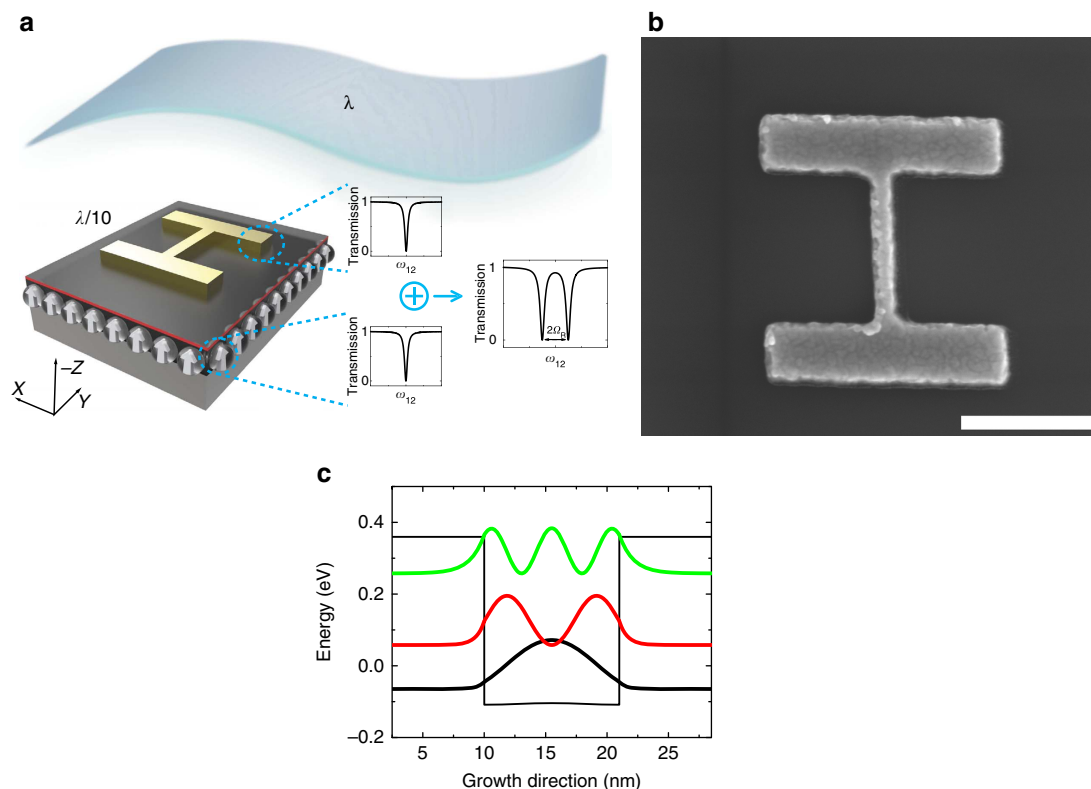 a
λ
λ/10
Transmission
1
0
ω12
Transmission
1
0
ω12
Transmission
1
0
2ΩR
ω12
–Z
X
Y
b
c
Energy (eV)
0.4
0.2
0.0
–0.2
5
10
15
20
25
Growth direction (nm)